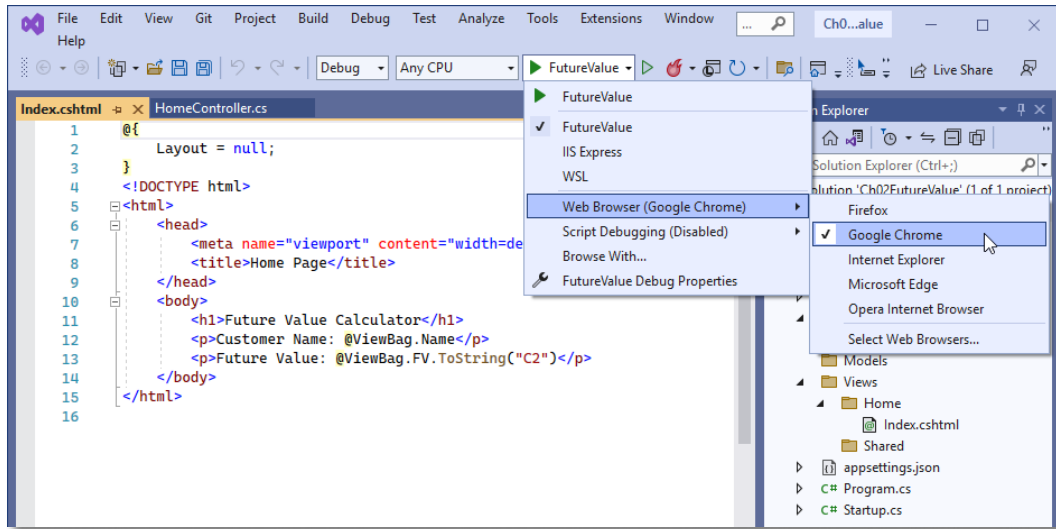 File Edit View Git Project Build Debug Test Analyze Tools Extensions Window ... Ch0...alue
Help
Debug Any CPU FutureValue Live Share
Index.cshtml HomeController.cs
1 @{
2 Layout = null;
3 }
4 <!DOCTYPE html>
5 <html>
6 <head>
7 <meta name="viewport" content="width=de
8 <title>Home Page</title>
9 </head>
10 <body>
11 <h1>Future Value Calculator</h1>
12 <p>Customer Name: @ViewBag.Name</p>
13 <p>Future Value: @ViewBag.FV.ToString("C2")</p>
14 </body>
15 </html>
16
FutureValue
FutureValue
IIS Express
WSL
Web Browser (Google Chrome)
Script Debugging (Disabled)
Browse With...
FutureValue Debug Properties
Firefox
Google Chrome
Internet Explorer
Microsoft Edge
Opera Internet Browser
Select Web Browsers...
n Explorer
Solution Explorer (Ctrl+;)
olution 'Ch02FutureValue' (1 of 1 project)
Models
Views
Home
Index.cshtml
Shared
appsettings.json
C# Program.cs
C# Startup.cs